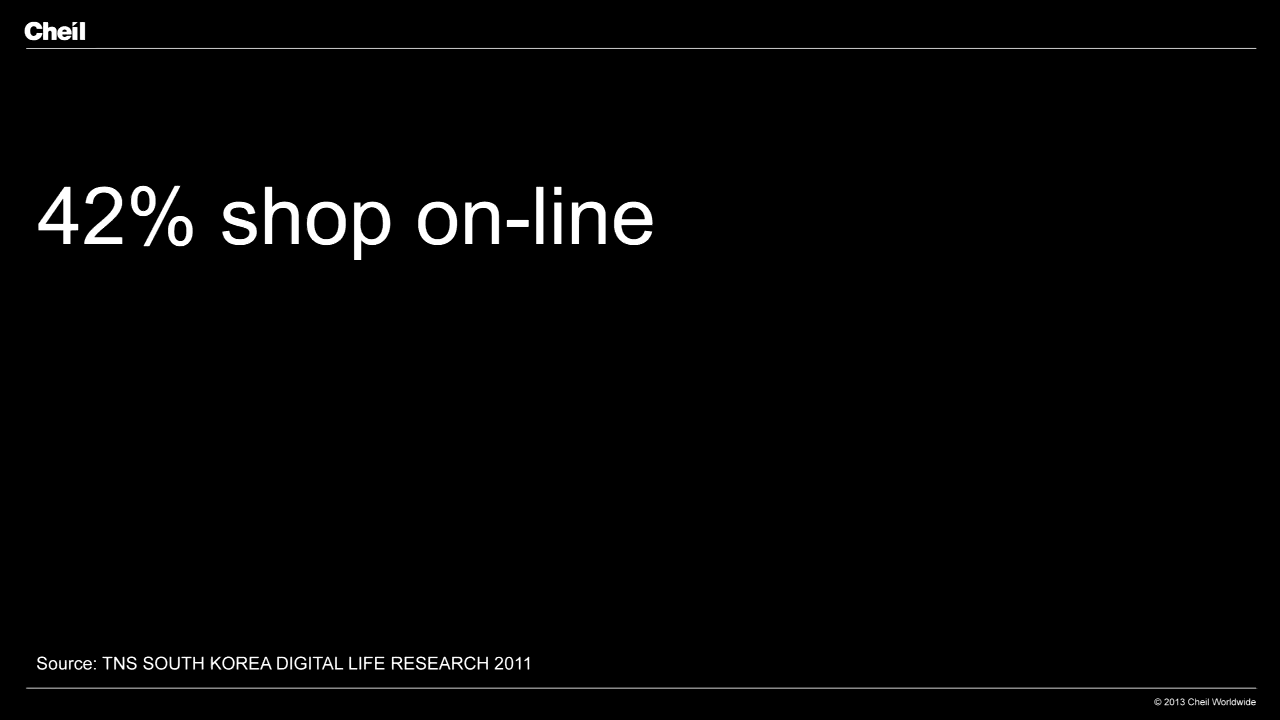 Cheil
42% shop on-line
Source: TNS SOUTH KOREA DIGITAL LIFE RESEARCH 2011
© 2013 Cheil Worldwide